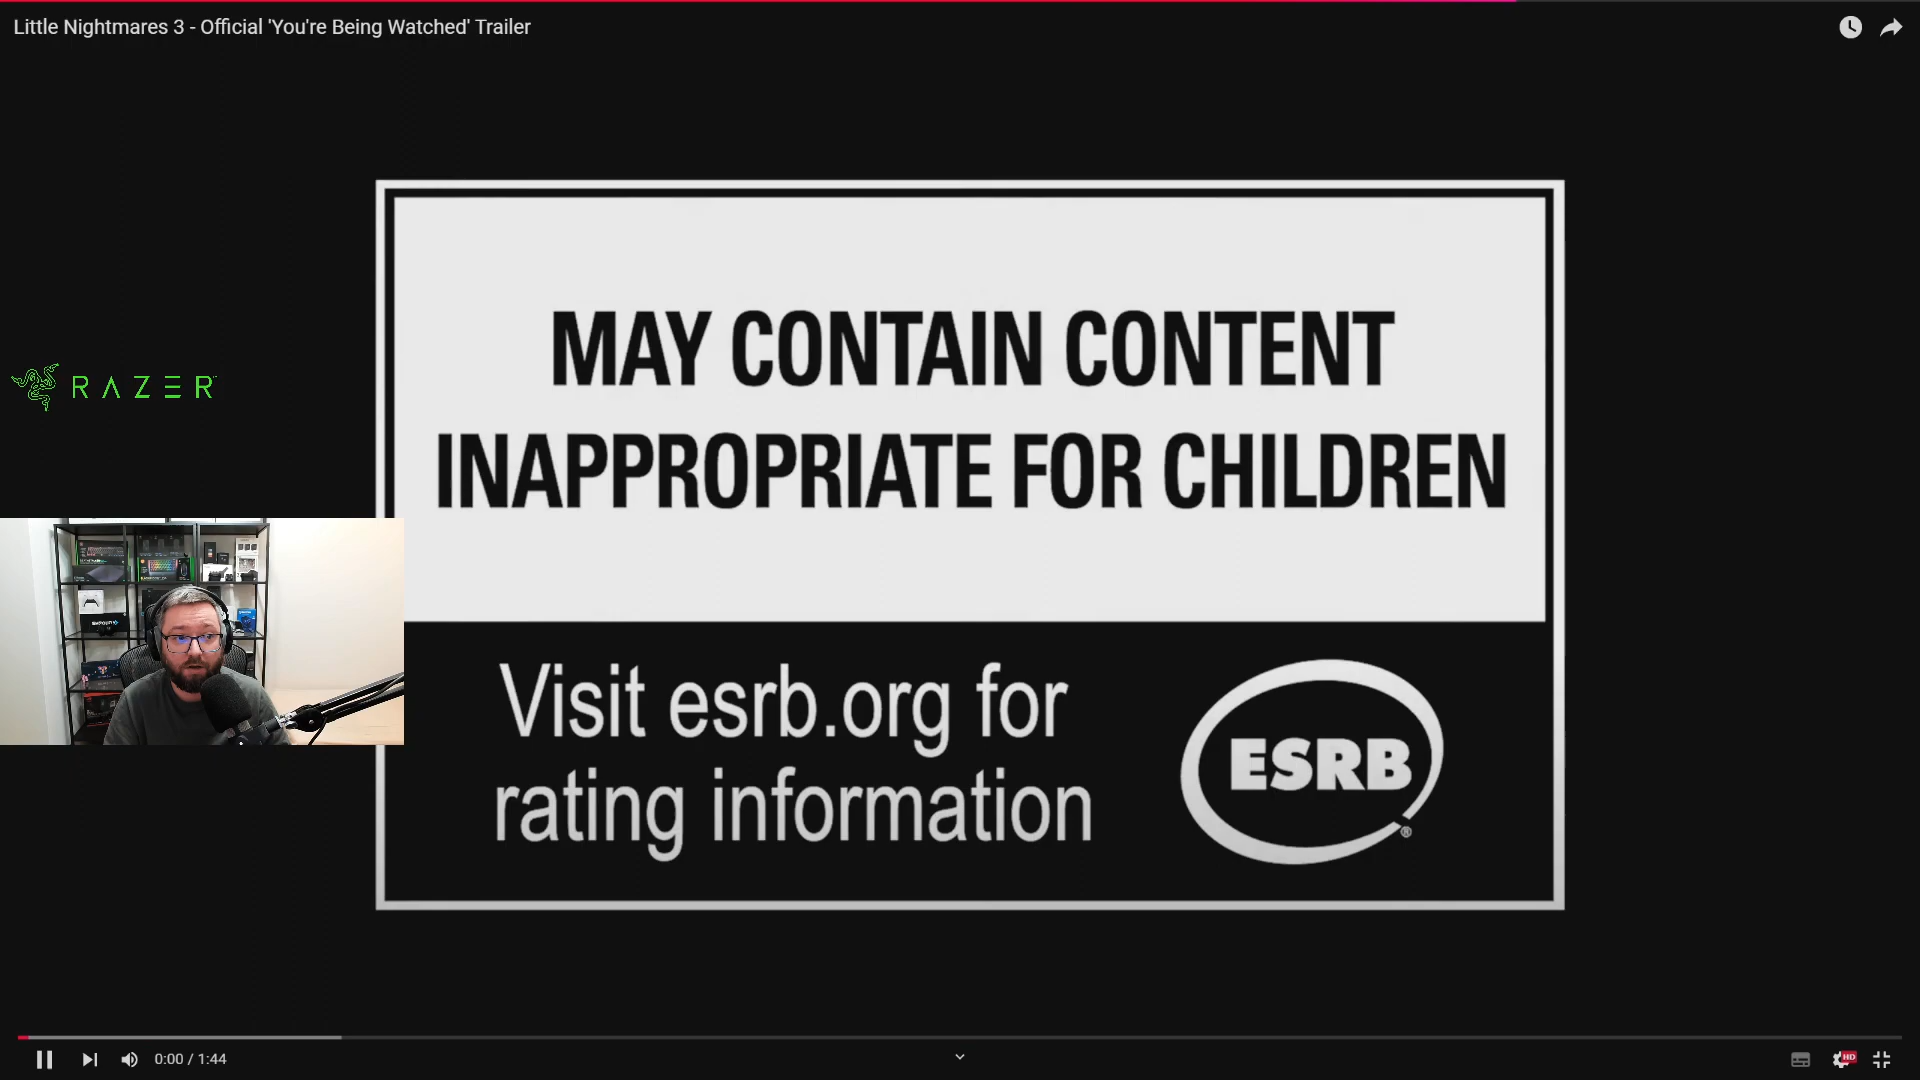 Little Nightmares 3 - Official 'You're Being Watched' Trailer
MAY CONTAIN CONTENT
INAPPROPRIATE FOR CHILDREN
RAZER
Visit esrb.org for
rating information
ESRB
®
0:00 / 1:44
HD